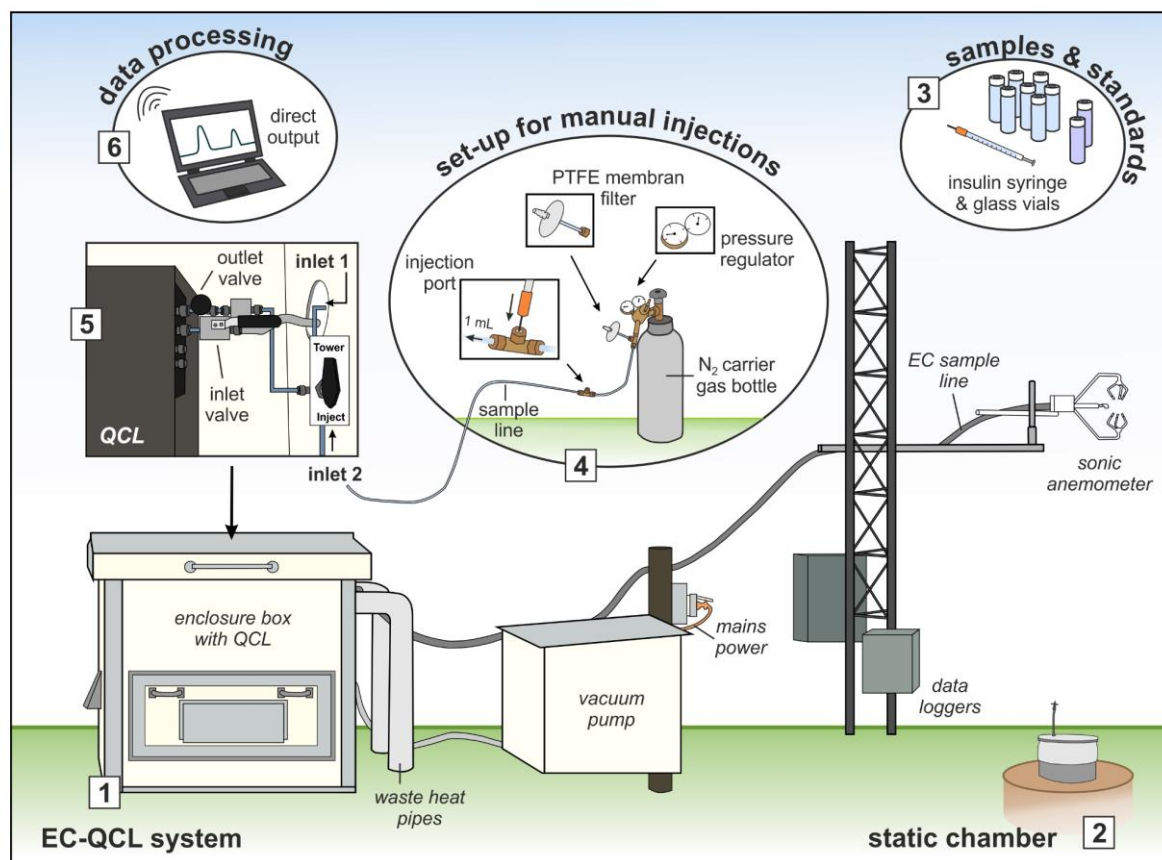 data processing
6
direct
output
set-up for manual injections
PTFE membran
filter
injection
port
1 mL
pressure
regulator
N₂ carrier
gas bottle
sample
line
4
samples & standards
3
insulin syringe
& glass vials
outlet
valve
inlet 1
5
Tower
inlet
valve
Inject
QCL
inlet 2
EC sample
line
sonic
anemometer
enclosure box
with QCL
mains
power
vacuum
pump
data
loggers
1
waste heat
pipes
EC-QCL system
static chamber
2